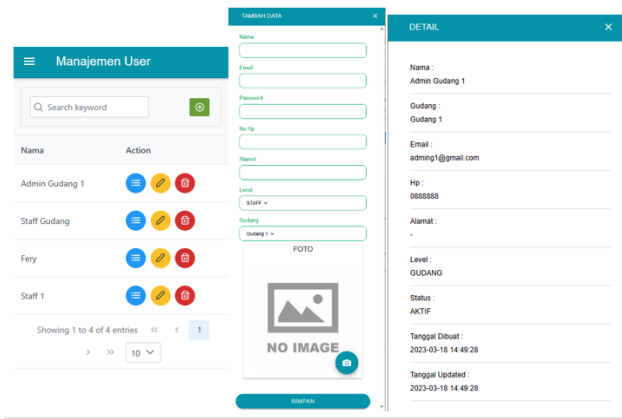 Manajemen User
Search keyword
Nama Action
Admin Gudang 1
Staff Gudang
Fery
Staff 1
Showing 1 to 4 of 4 entries << < 1
> >> 10
TAMBAH DATA ×
Nama
Email
Password
No Hp
Alamat
Level
STAFF
Gudang
Gudang 1
FOTO
NO IMAGE
SIMPAN
DETAIL ×
Nama :
Admin Gudang 1
Gudang :
Gudang 1
Email :
adming1@gmail.com
Hp :
0888888
Alamat :
-
Level :
GUDANG
Status :
AKTIF
Tanggal Dibuat :
2023-03-18 14:49:28
Tanggal Updated :
2023-03-18 14:49:28